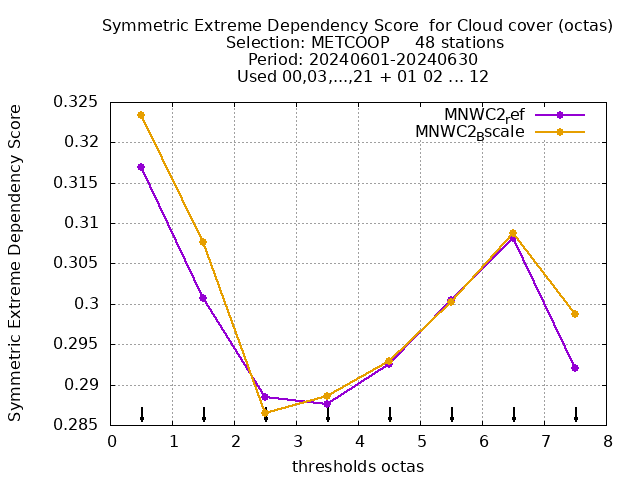 Symmetric Extreme Dependency Score  for Cloud cover (octas)
Selection: METCOOP     48 stations
Period: 20240601-20240630
Used 00,03,...,21 + 01 02 ... 12
Symmetric Extreme Dependency Score
0.325
0.32
0.315
0.31
0.305
0.3
0.295
0.29
0.285
MNWC2ref
MNWC2Bscale
0 1 2 3 4 5 6 7 8
thresholds octas